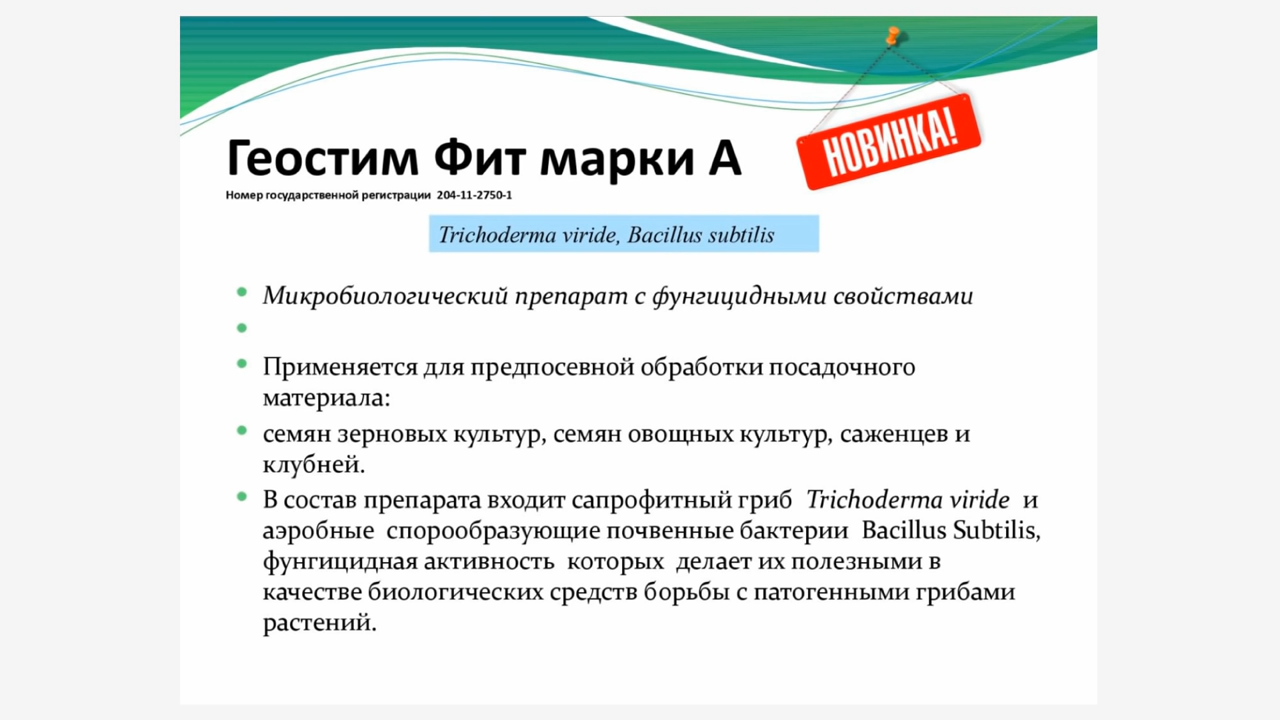 НОВИНКА!
Геостим Фит марки А
Номер государственной регистрации 204-11-2750-1
Trichoderma viride, Bacillus subtilis
Микробиологический препарат с фунгицидными свойствами
Применяется для предпосевной обработки посадочного
материала:
семян зерновых культур, семян овощных культур, саженцев и
клубней.
В состав препарата входит сапрофитный гриб Trichoderma viride и
аэробные спорообразующие почвенные бактерии Bacillus Subtilis,
фунгицидная активность которых делает их полезными в
качестве биологических средств борьбы с патогенными грибами
растений.